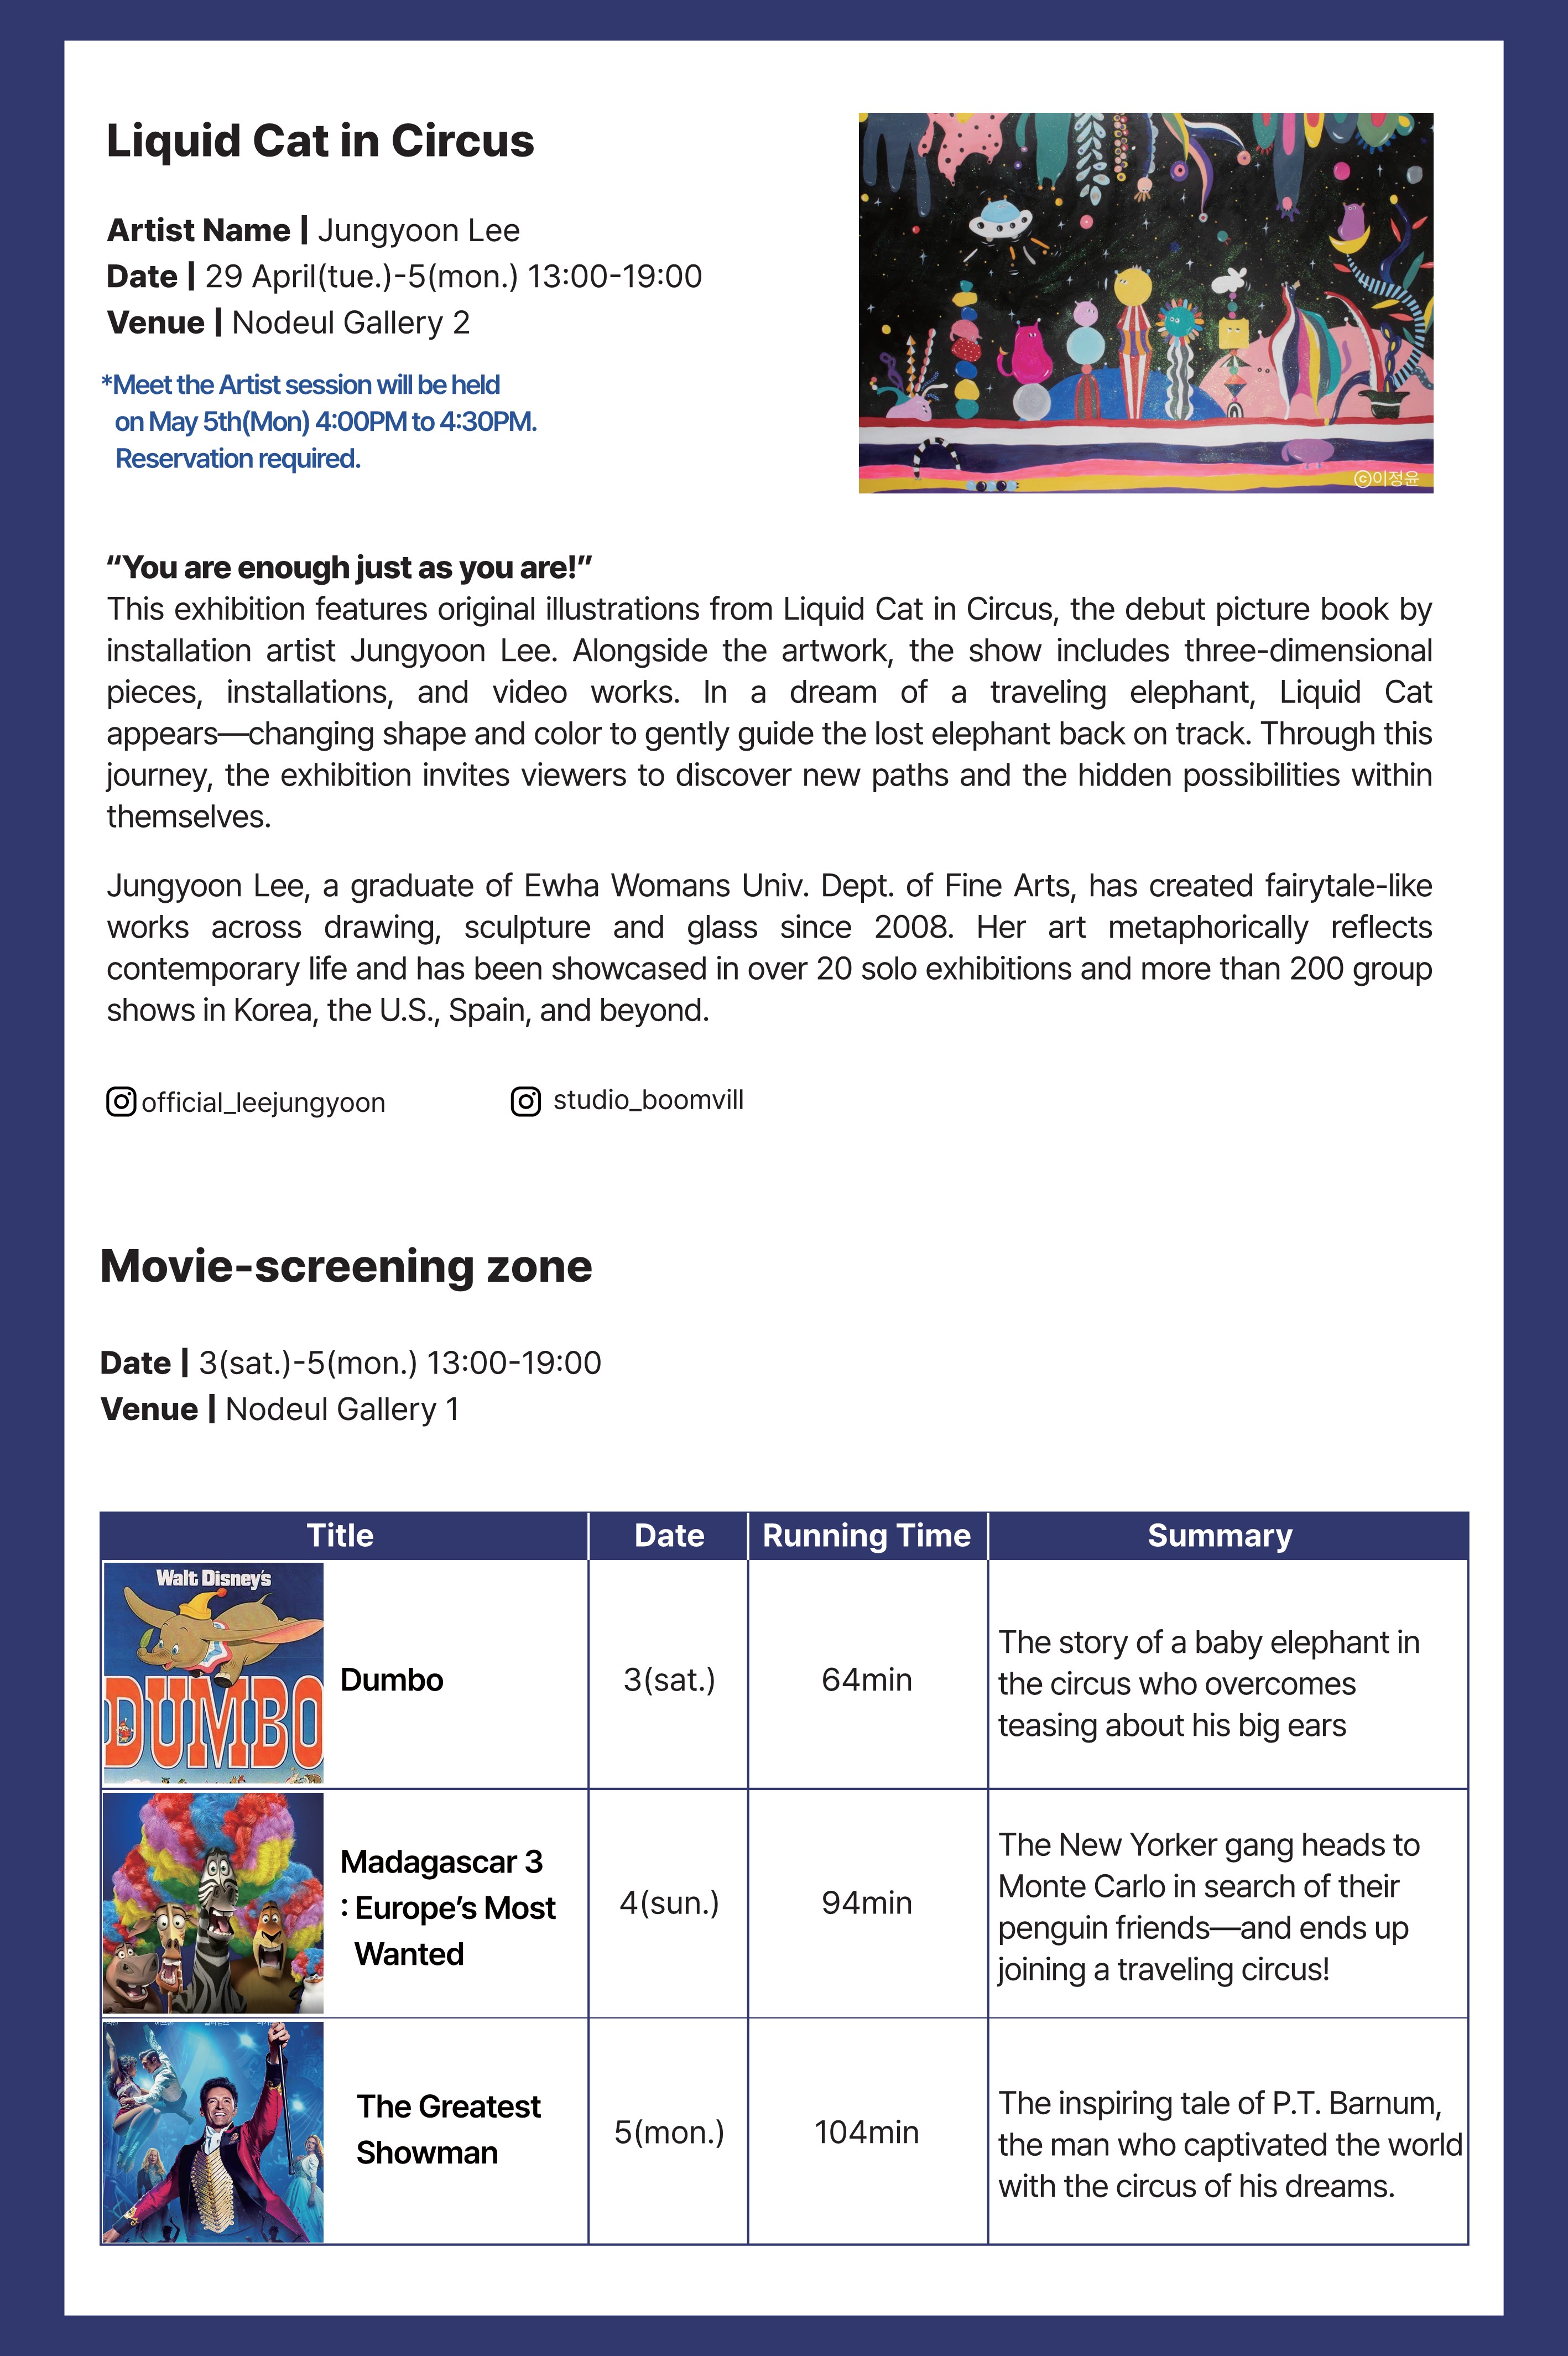 Liquid Cat in Circus
Artist Name | Jungyoon Lee
Date | 29 April(tue.)-5(mon.) 13:00-19:00
Venue | Nodeul Gallery 2
*Meet the Artist session will be held
on May 5th(Mon) 4:00PM to 4:30PM.
Reservation required.
ⓒ이정윤
“You are enough just as you are!”
This exhibition features original illustrations from Liquid Cat in Circus, the debut picture book by
installation artist Jungyoon Lee. Alongside the artwork, the show includes three-dimensional
pieces, installations, and video works. In a dream of a traveling elephant, Liquid Cat
appears—changing shape and color to gently guide the lost elephant back on track. Through this
journey, the exhibition invites viewers to discover new paths and the hidden possibilities within
themselves.
Jungyoon Lee, a graduate of Ewha Womans Univ. Dept. of Fine Arts, has created fairytale-like
works across drawing, sculpture and glass since 2008. Her art metaphorically reflects
contemporary life and has been showcased in over 20 solo exhibitions and more than 200 group
shows in Korea, the U.S., Spain, and beyond.
official_leejungyoon
studio_boomvill
Movie-screening zone
Date | 3(sat.)-5(mon.) 13:00-19:00
Venue | Nodeul Gallery 1
Title Date Running Time Summary
Walt Disney's
DUMBO
Dumbo
3(sat.)
64min
The story of a baby elephant in
the circus who overcomes
teasing about his big ears
Madagascar 3
: Europe’s Most
Wanted
4(sun.)
94min
The New Yorker gang heads to
Monte Carlo in search of their
penguin friends—and ends up
joining a traveling circus!
The Greatest
Showman
5(mon.)
104min
The inspiring tale of P.T. Barnum,
the man who captivated the world
with the circus of his dreams.